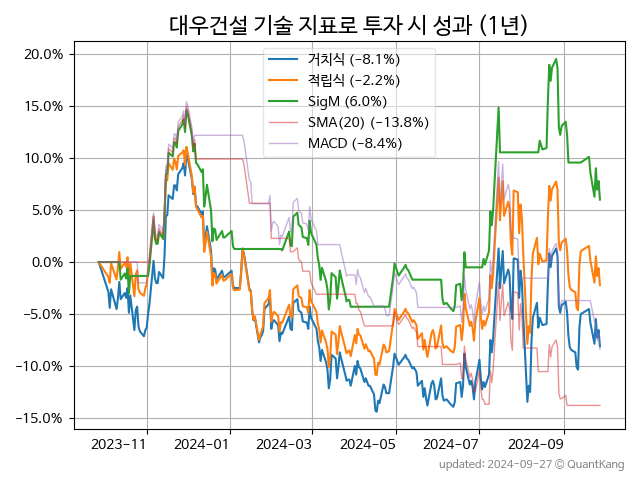 대우건설 기술 지표로 투자 시 성과 (1년)
20.0%
15.0%
10.0%
5.0%
0.0%
−5.0%
−10.0%
−15.0%
거치식 (−8.1%)
적립식 (−2.2%)
SigM (6.0%)
SMA(20) (−13.8%)
MACD (−8.4%)
2023-11 2024-01 2024-03 2024-05 2024-07 2024-09
updated: 2024-09-27 © QuantKang